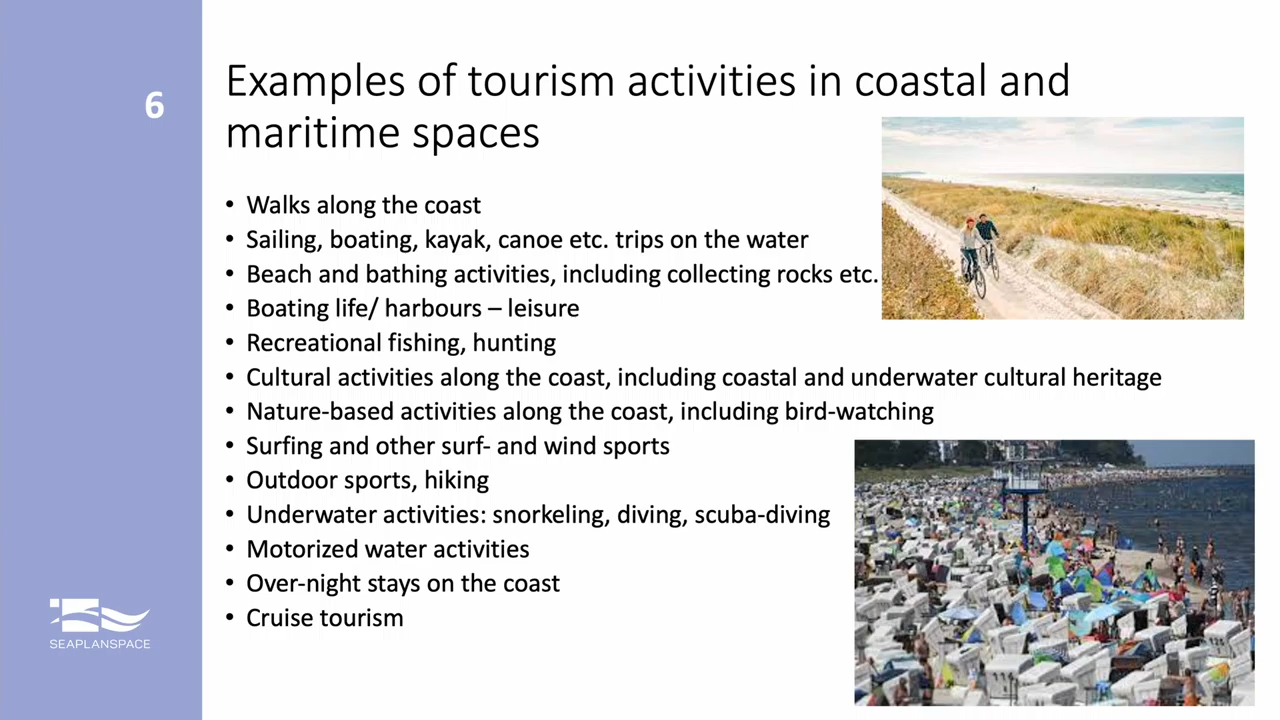 6
Examples of tourism activities in coastal and
maritime spaces
• Walks along the coast
• Sailing, boating, kayak, canoe etc. trips on the water
• Beach and bathing activities, including collecting rocks etc.
• Boating life/ harbours – leisure
• Recreational fishing, hunting
• Cultural activities along the coast, including coastal and underwater cultural heritage
• Nature-based activities along the coast, including bird-watching
• Surfing and other surf- and wind sports
• Outdoor sports, hiking
• Underwater activities: snorkeling, diving, scuba-diving
• Motorized water activities
• Over-night stays on the coast
• Cruise tourism
SEAPLANSPACE